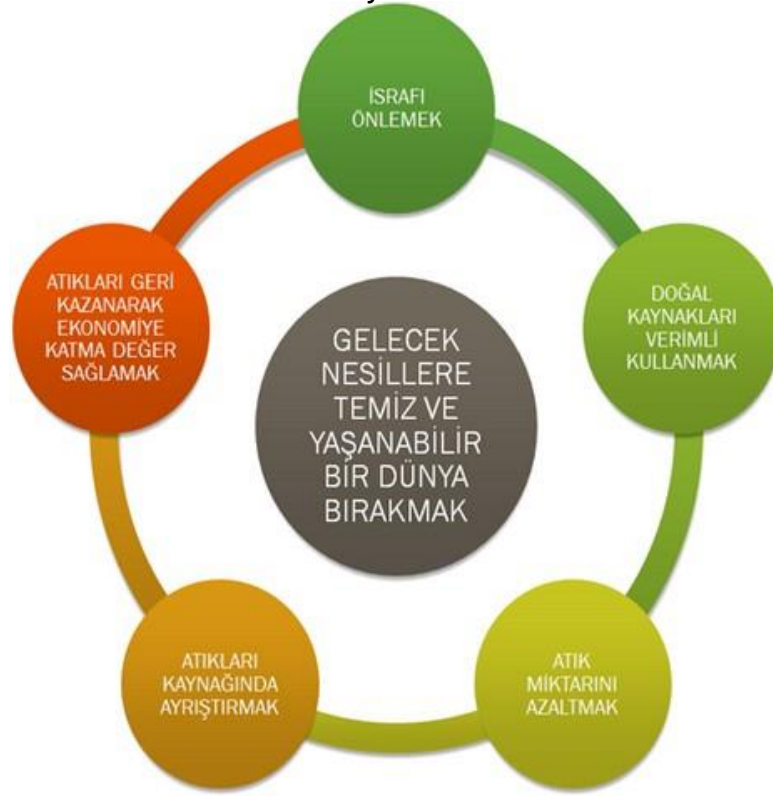 İSRAFI
ÖNLEMEK
DOĞAL
KAYNAKLARI
VERİMLİ
KULLANMAK
ATIK
MİKTARINI
AZALTMAK
ATIKLARI
KAYNAĞINDA
AYRIŞTIRMAK
ATIKLARI GERİ
KAZANARAK
EKONOMİYE
KATMA DEĞER
SAĞLAMAK
GELECEK
NESİLLERE
TEMİZ VE
YAŞANABİLİR
BİR DÜNYA
BIRAKMAK